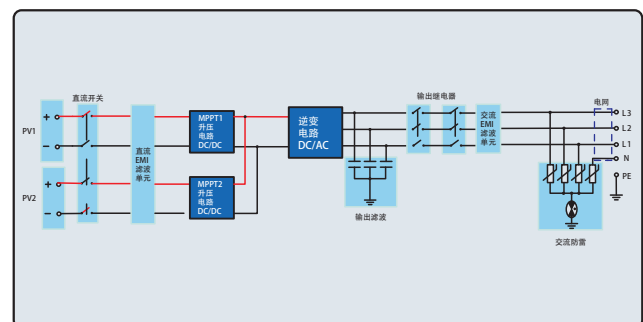 直流开关
PV1
+
−
PV2
+
−
直流
EMI
滤波
单元
MPPT1
升压
电路
DC/DC
MPPT2
升压
电路
DC/DC
逆变
电路
DC/AC
输出滤波
输出继电器
交流
EMI
滤波
单元
电网
L3
L2
L1
N
PE
交流防雷